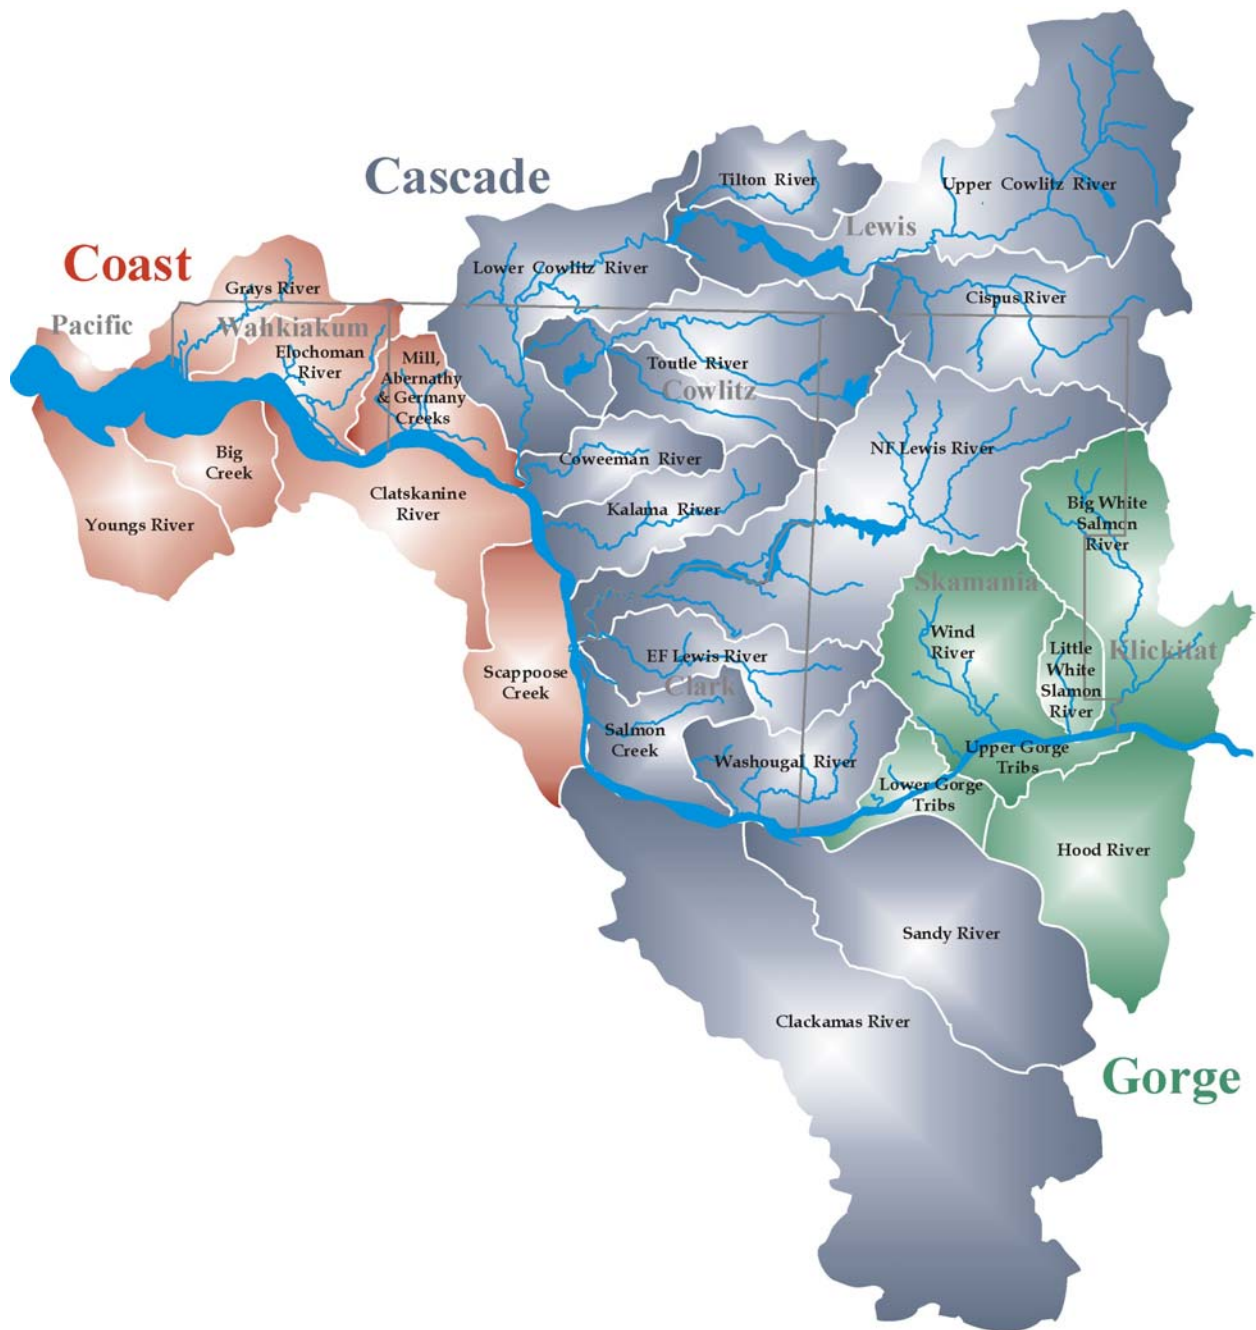 Cascade
Tilton River
Upper Cowlitz River
Lewis
Coast
Lower Cowlitz River
Grays River
Cispus River
Pacific
Wahkiakum
Elochoman
River
Mill,
Abernathy
& Germany
Creeks
Toutle River
Cowlitz
Big
Creek
Coweeman River
NF Lewis River
Clatskanine
River
Youngs River
Kalama River
Big White
Salmon
River
Skamania
Wind
River
Little
White
Slamon
River
Klickitat
EF Lewis River
Clark
Scappoose
Creek
Salmon
Creek
Washougal River
Upper Gorge
Tribs
Lower Gorge
Tribs
Hood River
Sandy River
Clackamas River
Gorge